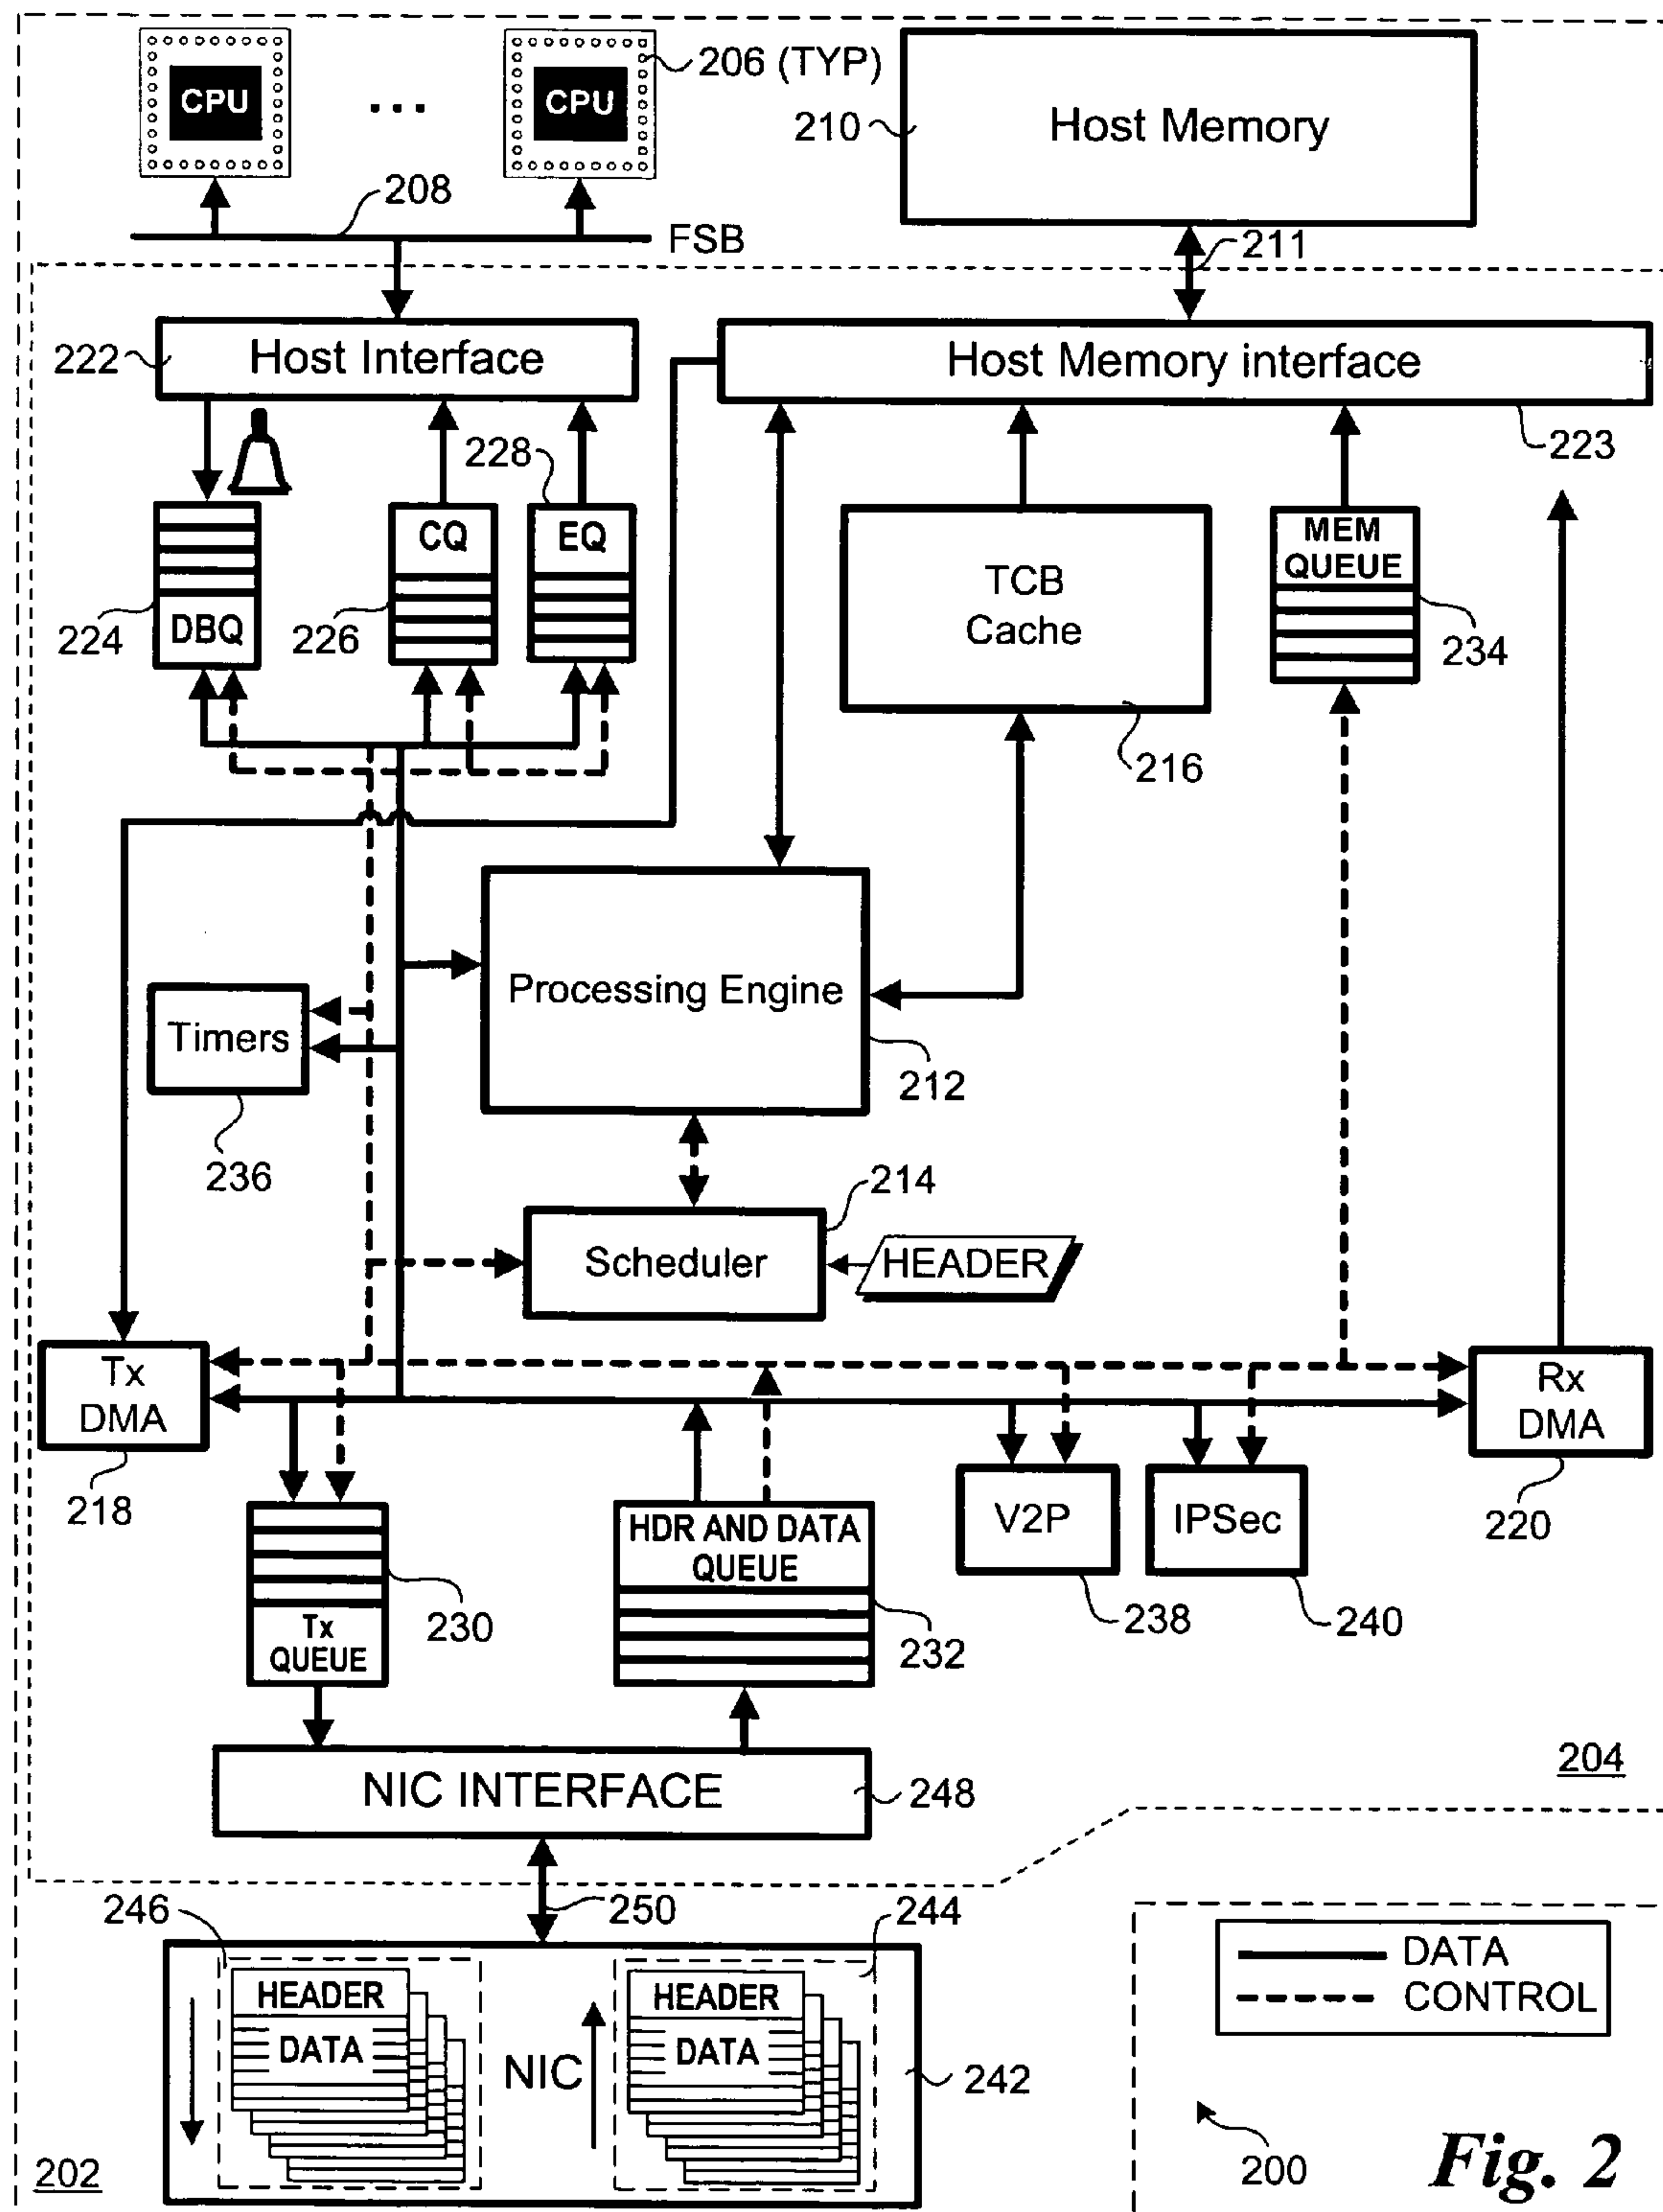 CPU
...
CPU
206 (TYP)
210
Host Memory
208
FSB
211
222
Host Interface
Host Memory interface
223
228
CQ
EQ
MEM
QUEUE
TCB
Cache
224
DBQ
226
234
216
Processing Engine
Timers
212
236
214
Scheduler
HEADER
Tx
DMA
Rx
DMA
218
HDR AND DATA
QUEUE
V2P
IPSec
220
230
Tx
QUEUE
232
238
240
NIC INTERFACE
248
204
246
250
244
HEADER
DATA
NIC
HEADER
DATA
242
DATA
CONTROL
202
200
Fig. 2